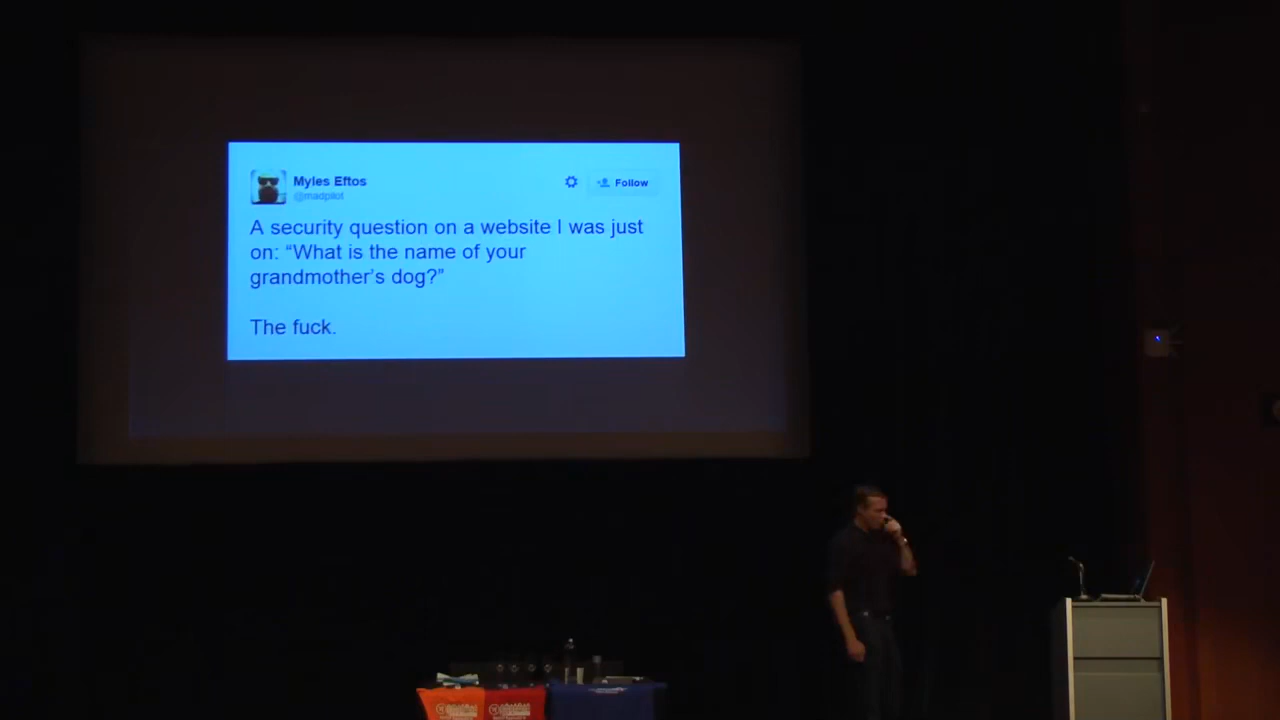 Myles Eftos
@madpilot
Follow
A security question on a website I was just
on: “What is the name of your
grandmother’s dog?”
The fuck.